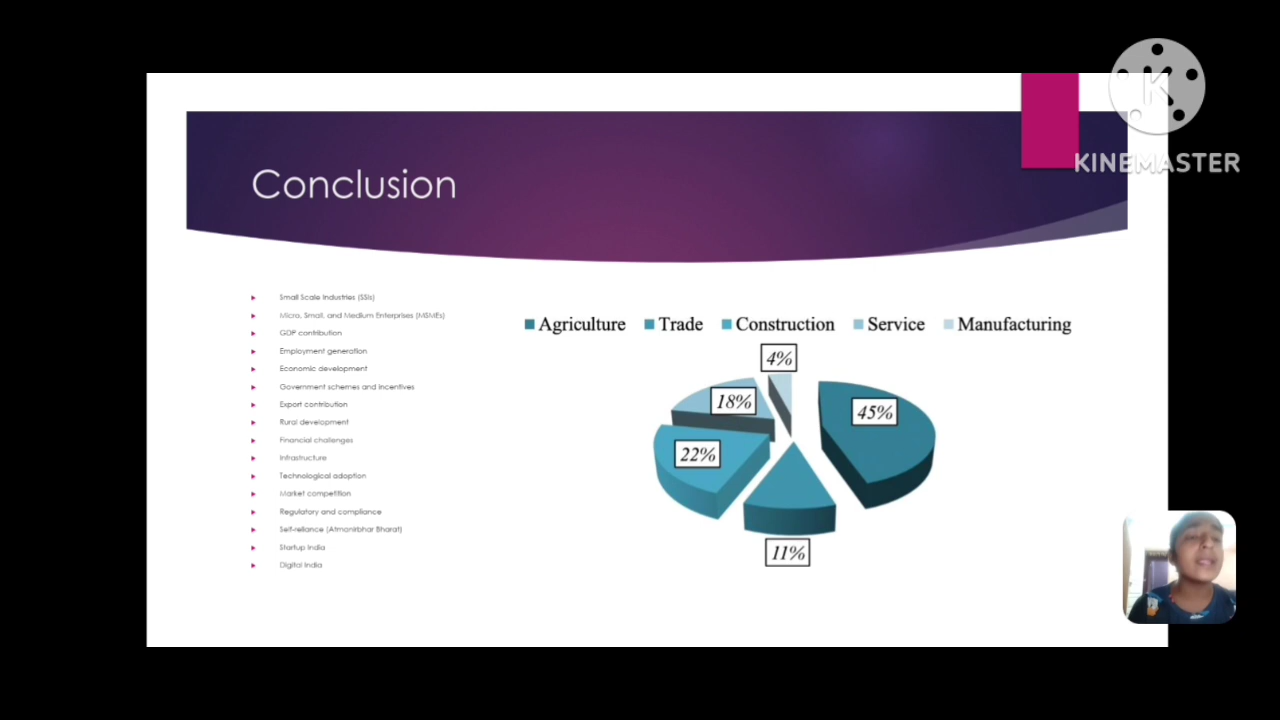 KINEMASTER
Conclusion
Small Scale Industries (SSIs)
Micro, Small, and Medium Enterprises (MSMEs)
GDP contribution
Employment generation
Economic development
Government schemes and incentives
Export contribution
Rural development
Financial challenges
Infrastructure
Technological adoption
Market competition
Regulatory and compliance
Self-reliance (Atmanirbhar Bharat)
Startup India
Digital India
Agriculture Trade Construction Service Manufacturing
4%
18%
45%
22%
11%